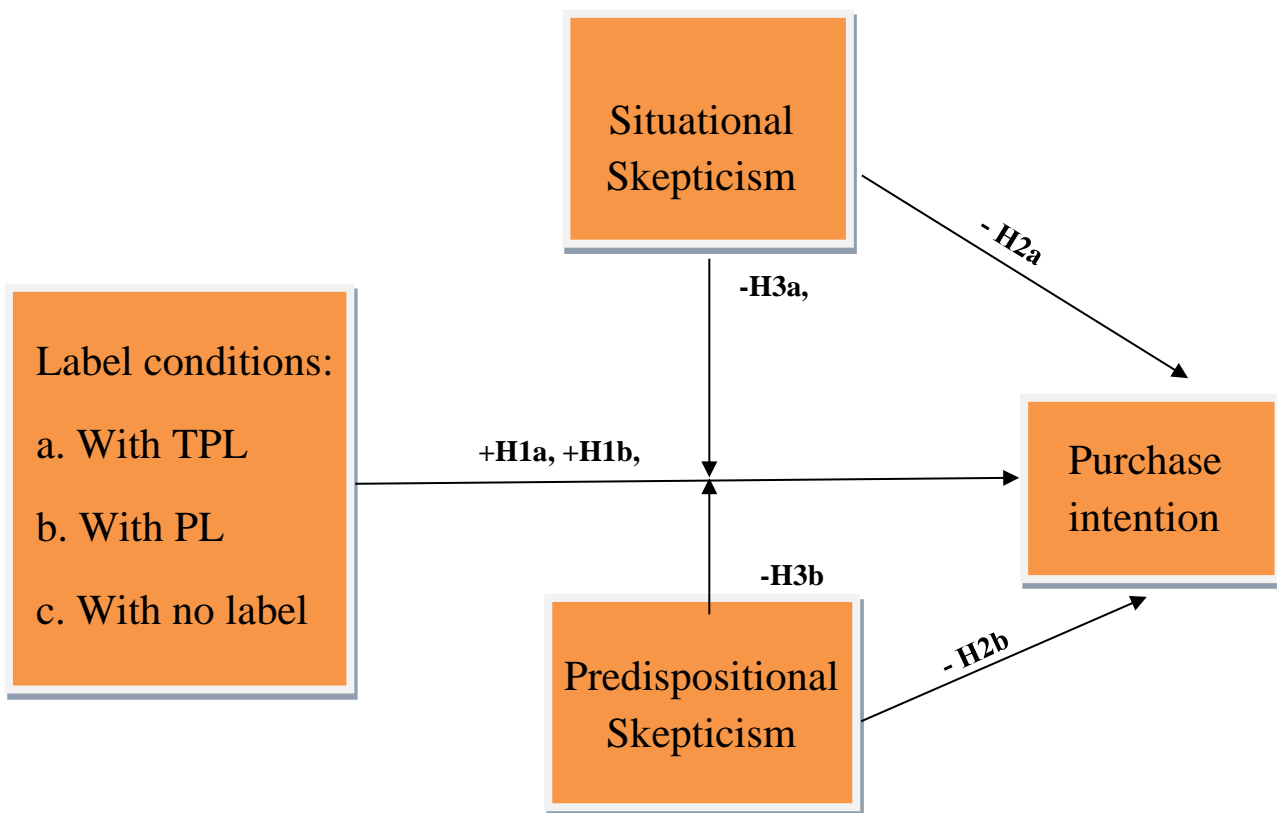 Situational
Skepticism
- H2a
-H3a,
Label conditions:
a. With TPL
b. With PL
c. With no label
+H1a, +H1b,
Purchase
intention
-H3b
Predispositional
Skepticism
- H2b